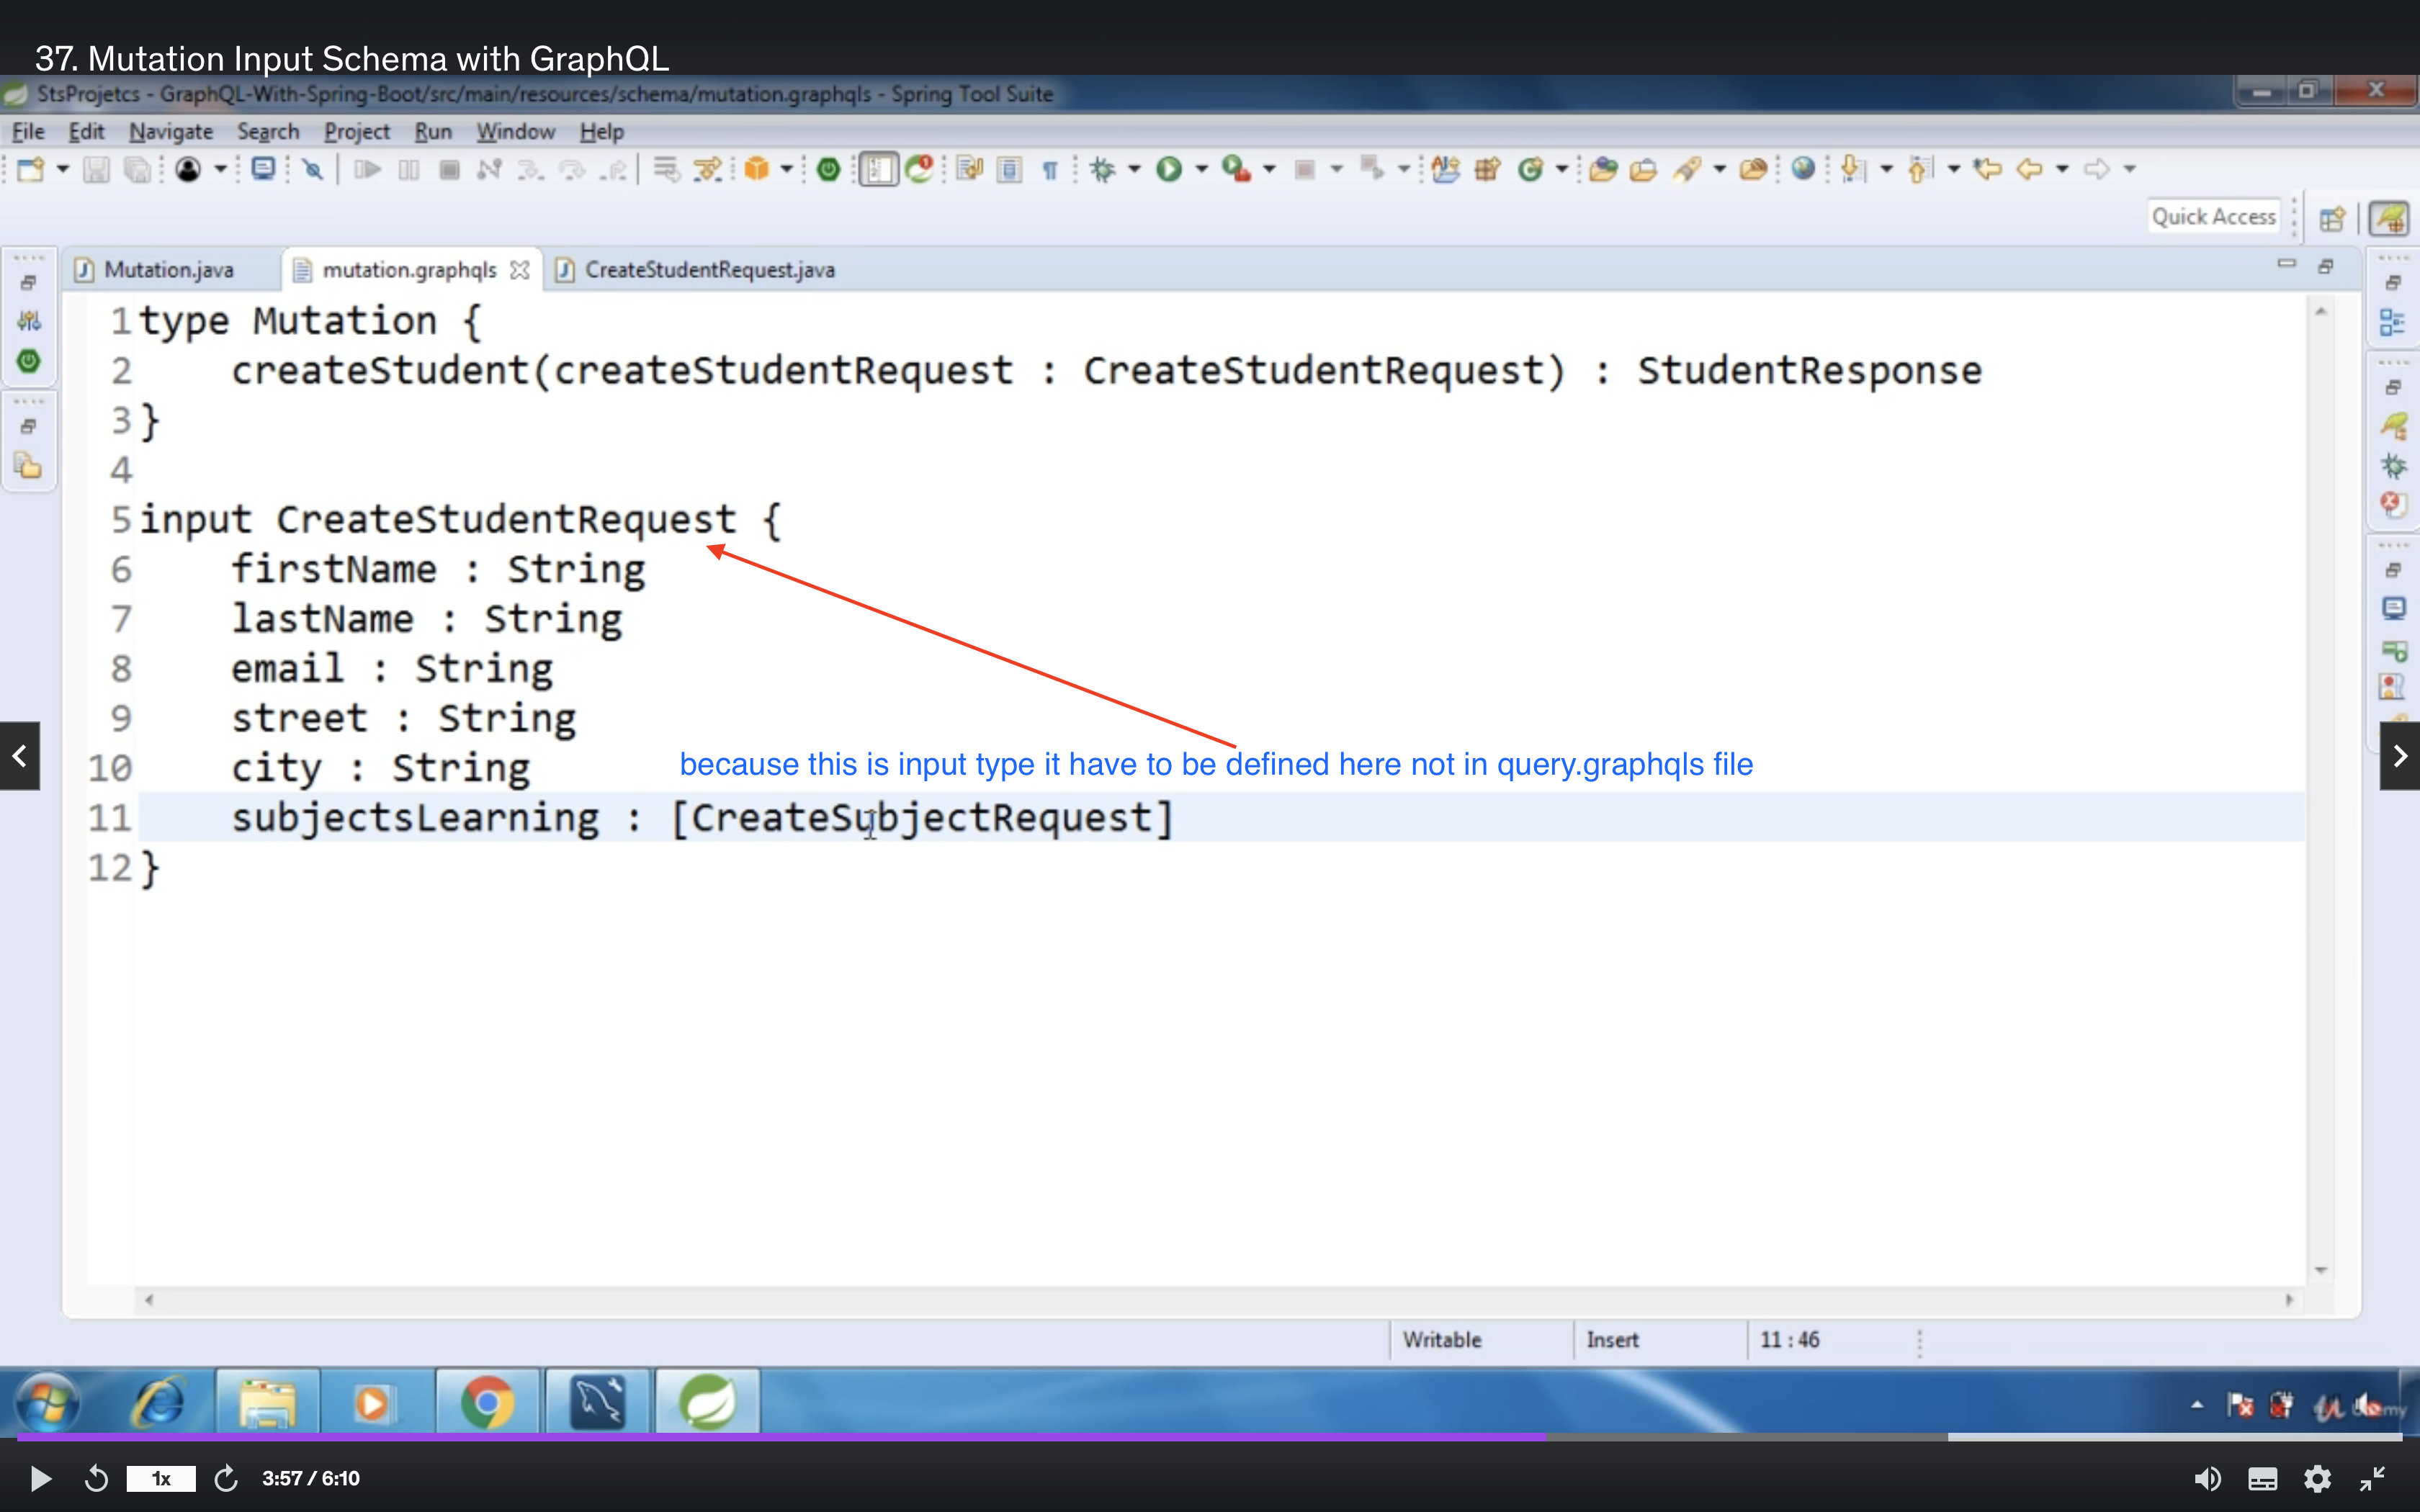 37. Mutation Input Schema with GraphQL
StsProjetcs - GraphQL-With-Spring-Boot/src/main/resources/schema/mutation.graphqls - Spring Tool Suite
File Edit Navigate Search Project Run Window Help
Quick Access
Mutation.java mutation.graphqls CreateStudentRequest.java
1 type Mutation {
2 createStudent(createStudentRequest : CreateStudentRequest) : StudentResponse
3 }
4
5 input CreateStudentRequest {
6 firstName : String
7 lastName : String
8 email : String
9 street : String
because this is input type it have to be defined here not in query.graphqls file
10 city : String
11 subjectsLearning : [CreateSubjectRequest]
12 }
Writable Insert 11 : 46
1x 3:57 / 6:10